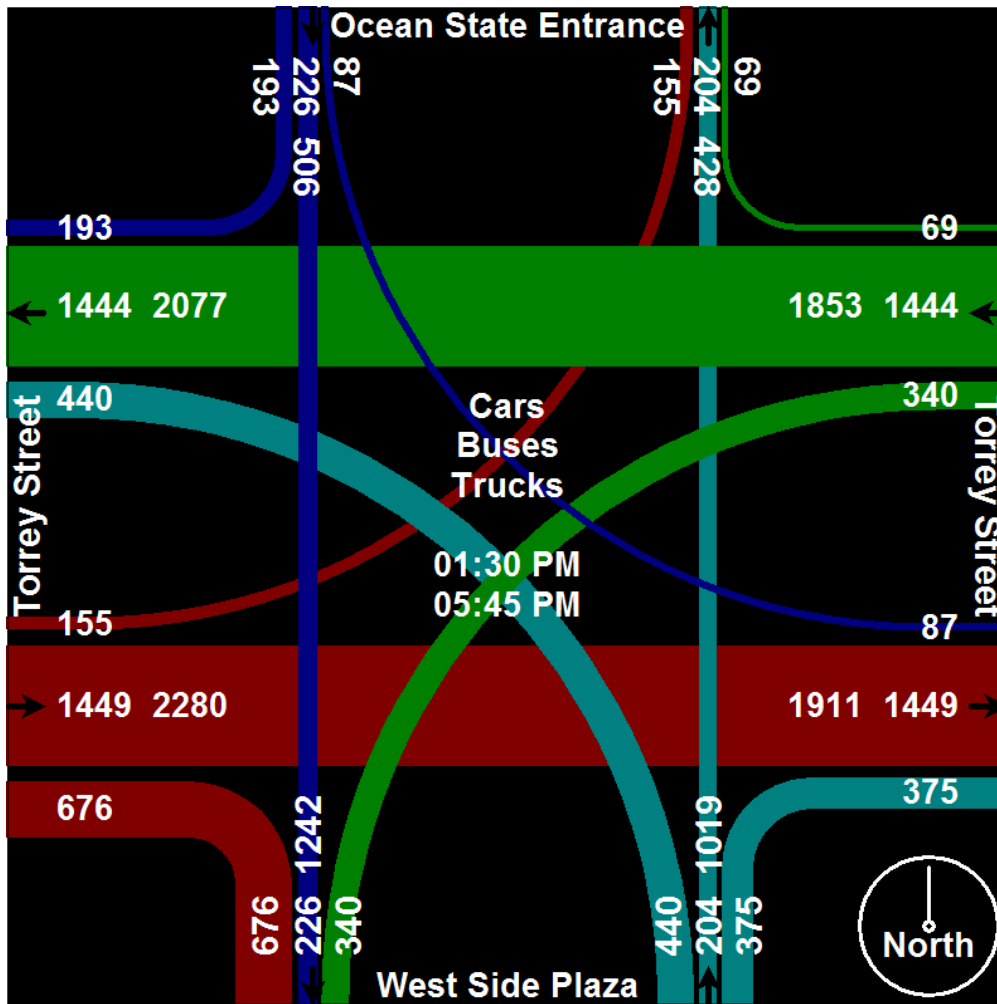 Ocean State Entrance
193
226 506
87
155
204 428
69
193
69
1444 2077
1853 1444
440
340
Torrey Street
Cars
Buses
Trucks
Torrey Street
01:30 PM
05:45 PM
155
87
1449 2280
1911 1449
676
375
676
226 1242
340
440
204 1019
375
North
West Side Plaza